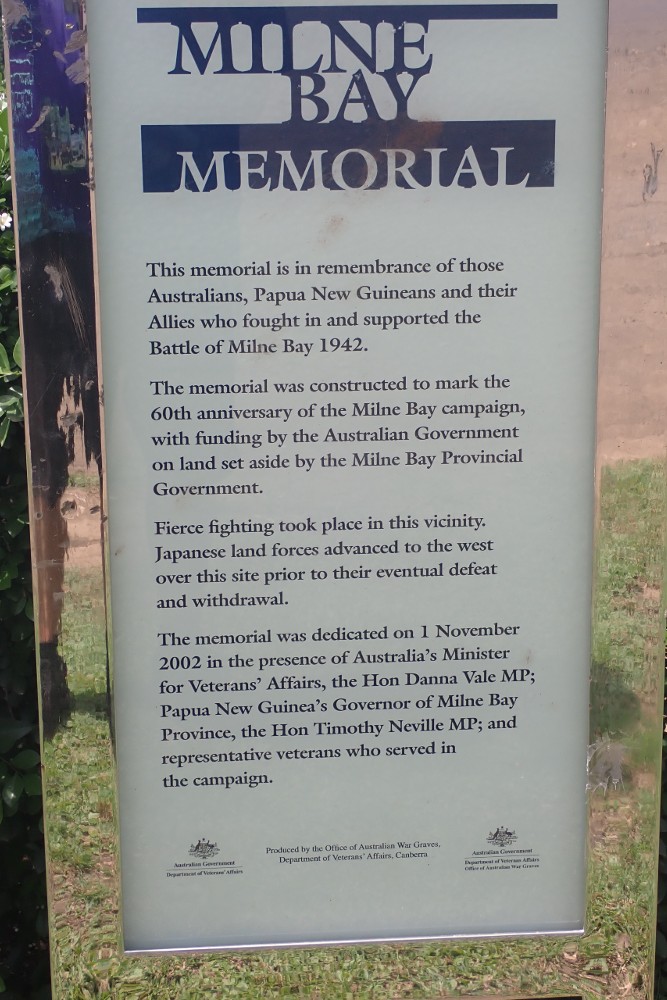 MILNE
BAY
MEMORIAL
This memorial is in remembrance of those
Australians, Papua New Guineans and their
Allies who fought in and supported the
Battle of Milne Bay 1942.
The memorial was constructed to mark the
60th anniversary of the Milne Bay campaign,
with funding by the Australian Government
on land set aside by the Milne Bay Provincial
Government.
Fierce fighting took place in this vicinity.
Japanese land forces advanced to the west
over this site prior to their eventual defeat
and withdrawal.
The memorial was dedicated on 1 November
2002 in the presence of Australia's Minister
for Veterans' Affairs, the Hon Danna Vale MP;
Papua New Guinea's Governor of Milne Bay
Province, the Hon Timothy Neville MP; and
representative veterans who served in
the campaign.
Australian Government
Department of Veterans' Affairs
Produced by the Office of Australian War Graves,
Department of Veterans' Affairs, Canberra
Australian Government
Department of Veterans Affairs
Office of Australian War Graves